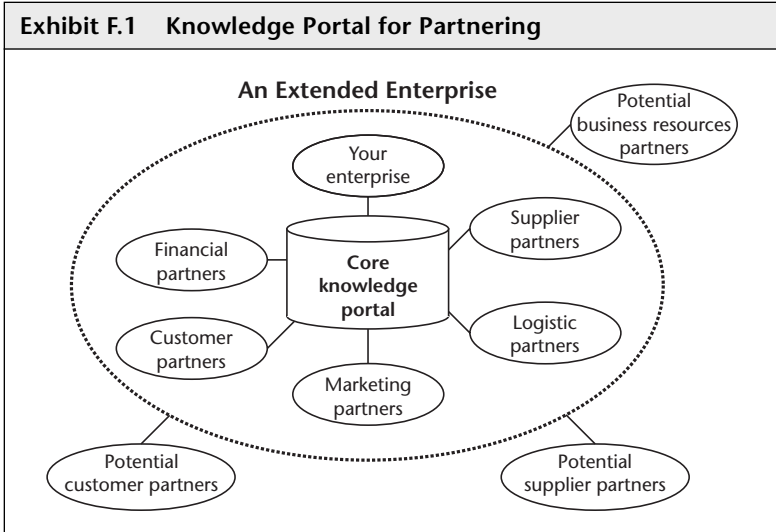 Exhibit F.1 Knowledge Portal for Partnering
An Extended Enterprise
Potential
business resources
partners
Your
enterprise
Supplier
partners
Financial
partners
Core
knowledge
portal
Customer
partners
Logistic
partners
Marketing
partners
Potential
customer partners
Potential
supplier partners